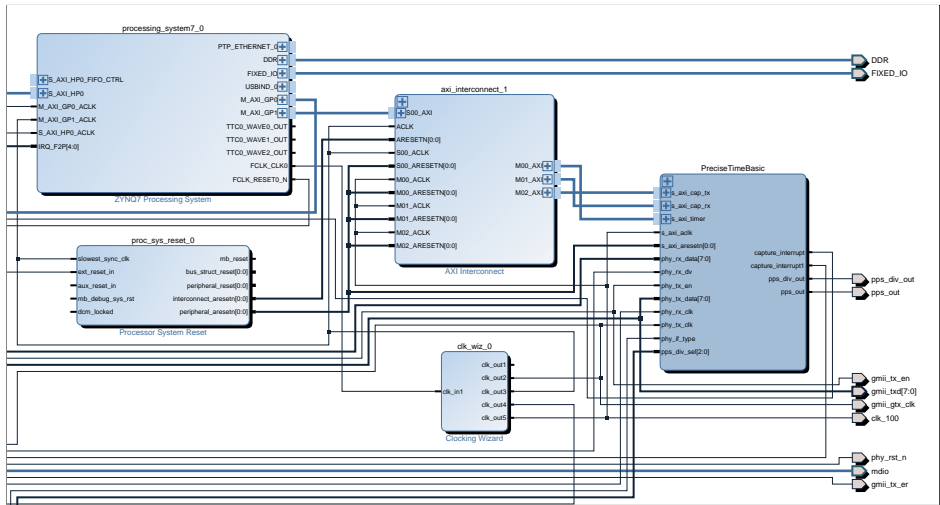 processing_system7_0
PTP_ETHERNET_0
DDR
FIXED_IO
USBIND_0
M_AXI_GP0
M_AXI_GP1
TTC0_WAVE0_OUT
TTC0_WAVE1_OUT
TTC0_WAVE2_OUT
FCLK_CLK0
FCLK_RESET0_N
S_AXI_HP0_FIFO_CTRL
S_AXI_HP0
M_AXI_GP0_ACLK
M_AXI_GP1_ACLK
S_AXI_HP0_ACLK
IRQ_F2P[4:0]
ZYNQ7 Processing System
axi_interconnect_1
S00_AXI
ACLK
ARESETN[0:0]
S00_ACLK
S00_ARESETN[0:0]
M00_ACLK
M00_ARESETN[0:0]
M01_ACLK
M01_ARESETN[0:0]
M02_ACLK
M02_ARESETN[0:0]
M00_AXI
M01_AXI
M02_AXI
AXI Interconnect
PreciseTimeBasic
s_axi_cap_tx
s_axi_cap_rx
s_axi_timer
s_axi_aclk
s_axi_aresetn[0:0]
phy_rx_data[7:0]
phy_rx_dv
phy_tx_en
phy_tx_data[7:0]
phy_rx_clk
phy_tx_clk
phy_if_type
pps_div_sel[2:0]
capture_interrupt
capture_interrupt1
pps_div_out
pps_out
proc_sys_reset_0
slowest_sync_clk
ext_reset_in
aux_reset_in
mb_debug_sys_rst
dcm_locked
mb_reset
bus_struct_reset[0:0]
peripheral_reset[0:0]
interconnect_aresetn[0:0]
peripheral_aresetn[0:0]
Processor System Reset
clk_wiz_0
clk_in1
clk_out1
clk_out2
clk_out3
clk_out4
clk_out5
Clocking Wizard
DDR
FIXED_IO
pps_div_out
pps_out
gmii_tx_en
gmii_txd[7:0]
gmii_gtx_clk
clk_100
phy_rst_n
mdio
gmii_tx_er